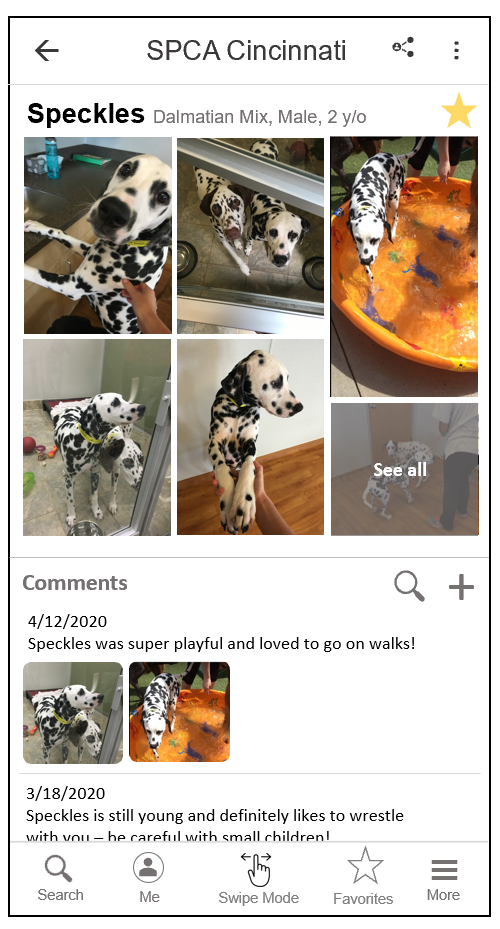 SPCA Cincinnati
Speckles Dalmatian Mix, Male, 2 y/o
See all
Comments
4/12/2020
Speckles was super playful and loved to go on walks!
3/18/2020
Speckles is still young and definitely likes to wrestle
with you – be careful with small children!
Search
Me
Swipe Mode
Favorites
More